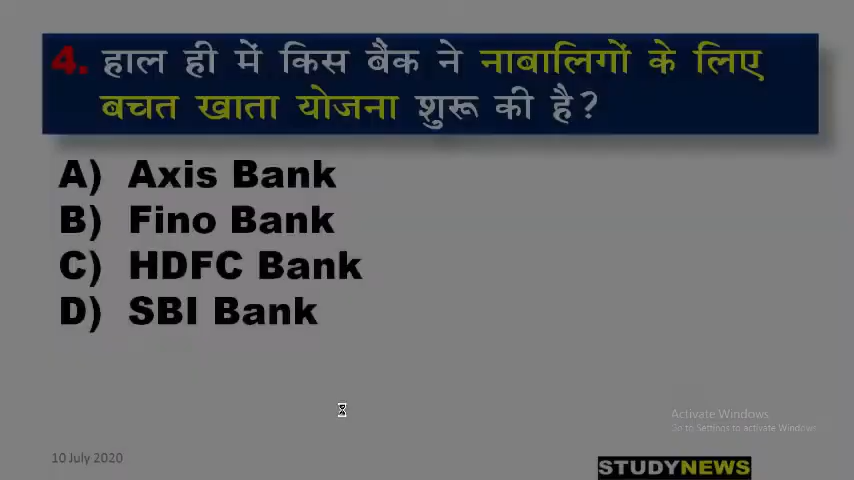 4. हाल ही में किस बैंक ने नाबालिगों के लिए
बचत खाता योजना शुरू की है?
A) Axis Bank
B) Fino Bank
C) HDFC Bank
D) SBI Bank
Activate Windows
Go to Settings to activate Windows.
10 July 2020
STUDYNEWS